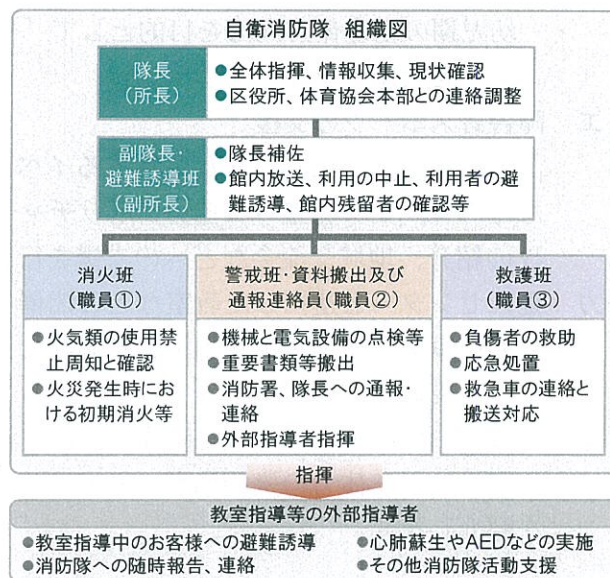 自衛消防隊 組織図
隊長
(所長)
●全体指揮、情報収集、現状確認
●区役所、体育協会本部との連絡調整
副隊長・
避難誘導班
(副所長)
●隊長補佐
●館内放送、利用の中止、利用者の避
難誘導、館内残留者の確認等
消火班
(職員①)
●火気類の使用禁
止周知と確認
●火災発生時にお
ける初期消火等
警戒班・資料搬出及び
通報連絡員(職員②)
●機械と電気設備の点検等
●重要書類等搬出
●消防署、隊長への通報・
連絡
●外部指導者指揮
救護班
(職員③)
●負傷者の救助
●応急処置
●救急車の連絡と
搬送対応
指揮
教室指導等の外部指導者
●教室指導中のお客様への避難誘導
●消防隊への随時報告、連絡
●心肺蘇生やAEDなどの実施
●その他消防隊活動支援